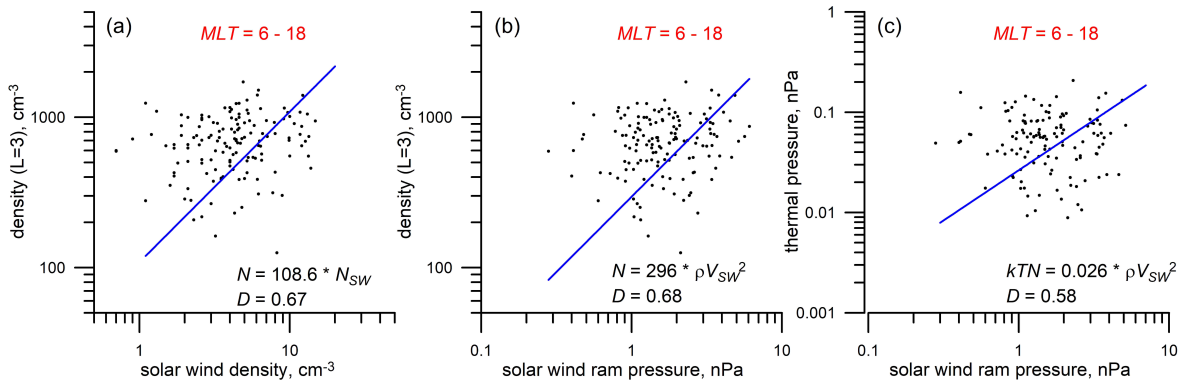 (a)
MLT = 6 - 18
density (L=3), cm-3
1000
100
N = 108.6 * NSW
D = 0.67
1
10
solar wind density, cm-3
(b)
MLT = 6 - 18
density (L=3), cm-3
1000
100
N = 296 * ρVSW2
D = 0.68
0.1
1
10
solar wind ram pressure, nPa
(c)
MLT = 6 - 18
thermal pressure, nPa
1
0.1
0.01
0.001
kTN = 0.026 * ρVSW2
D = 0.58
0.1
1
10
solar wind ram pressure, nPa